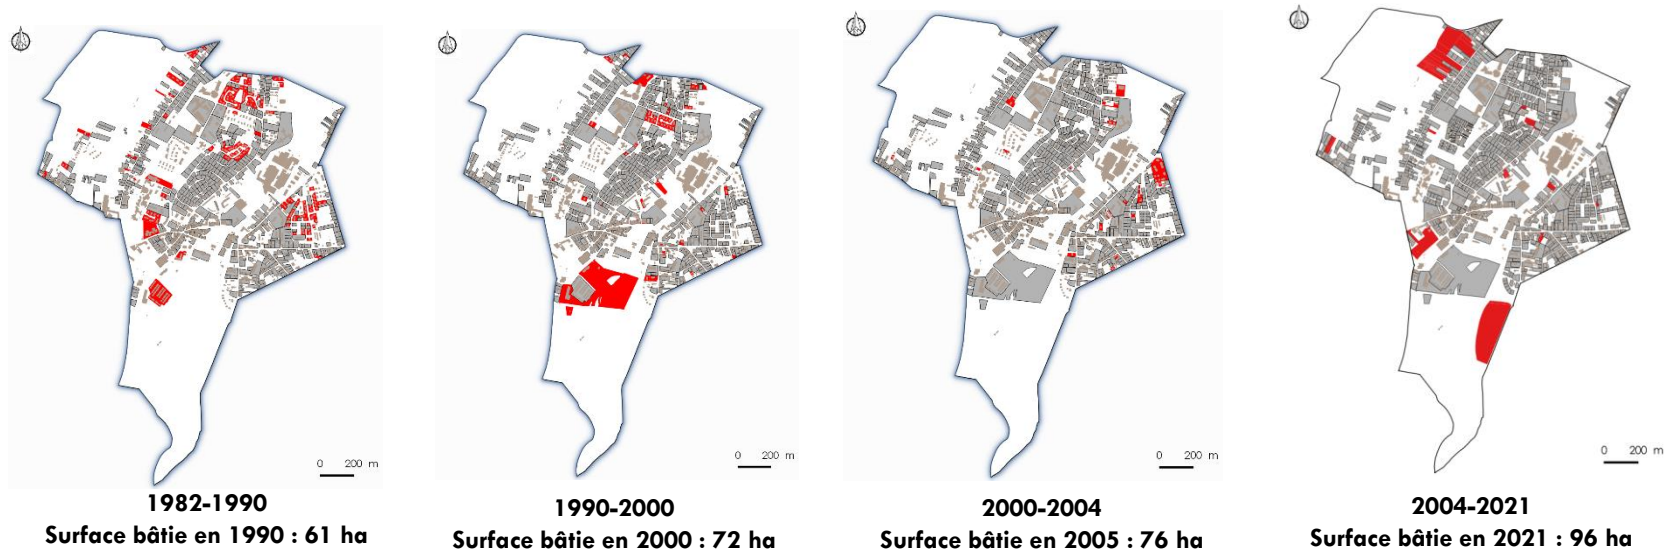 0 200 m
1982-1990
Surface bâtie en 1990 : 61 ha
0 200 m
1990-2000
Surface bâtie en 2000 : 72 ha
0 200 m
2000-2004
Surface bâtie en 2005 : 76 ha
0 200 m
2004-2021
Surface bâtie en 2021 : 96 ha